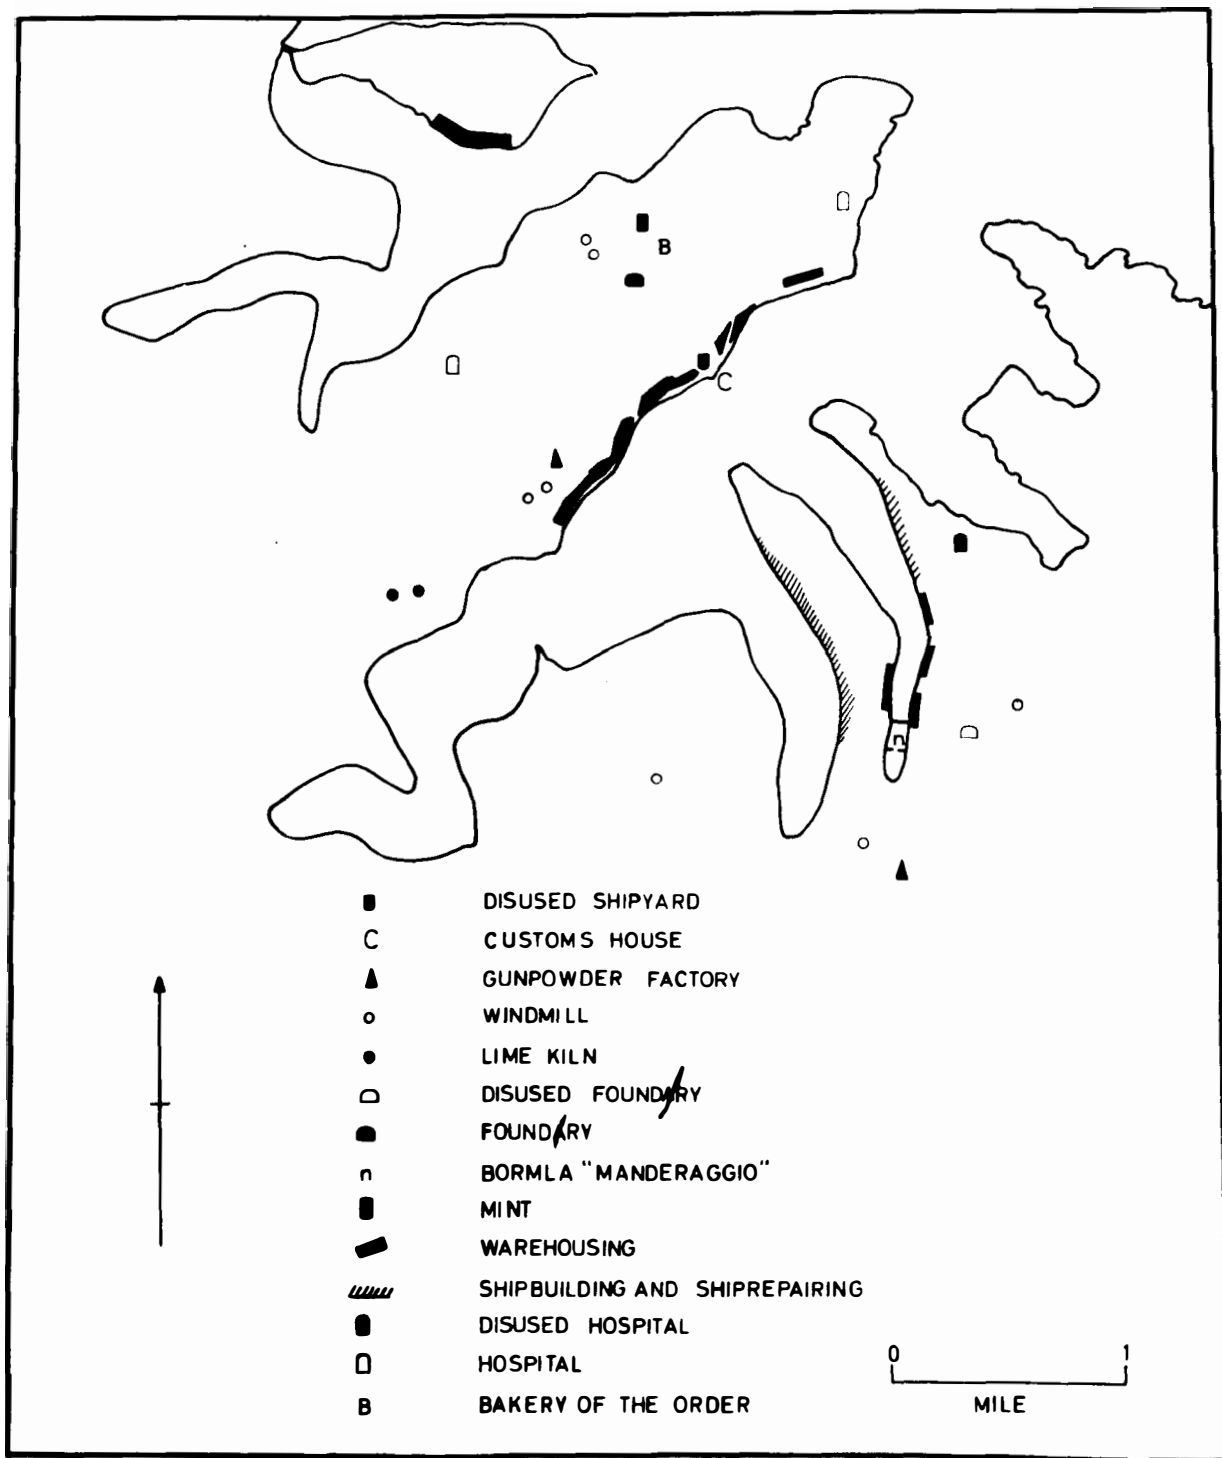 B
C
n
DISUSED SHIPYARD
C CUSTOMS HOUSE
GUNPOWDER FACTORY
WINDMILL
LIME KILN
DISUSED FOUNDARY
FOUNDARY
n BORMLA "MANDERAGGIO"
MINT
WAREHOUSING
SHIPBUILDING AND SHIPREPAIRING
DISUSED HOSPITAL
HOSPITAL
B BAKERY OF THE ORDER
0 1
MILE